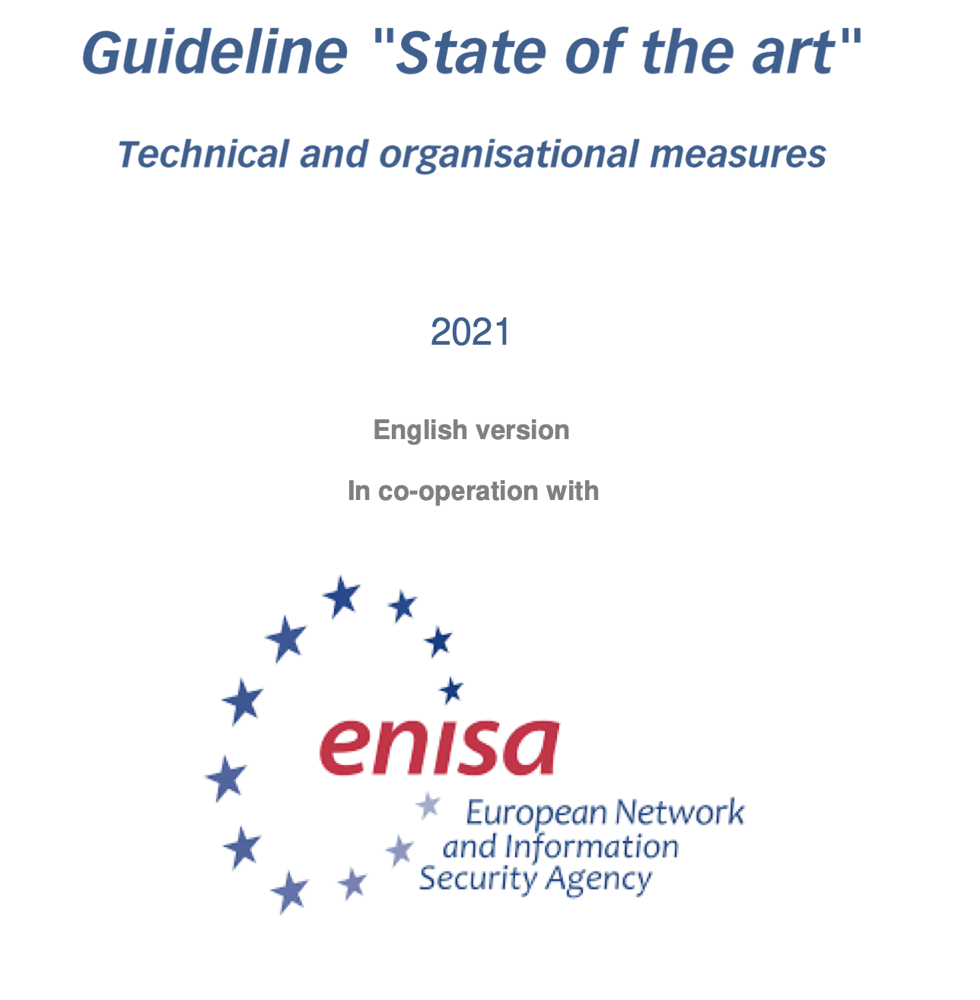 Guideline "State of the art"
Technical and organisational measures
2021
English version
In co-operation with
enisa
European Network
and Information
Security Agency